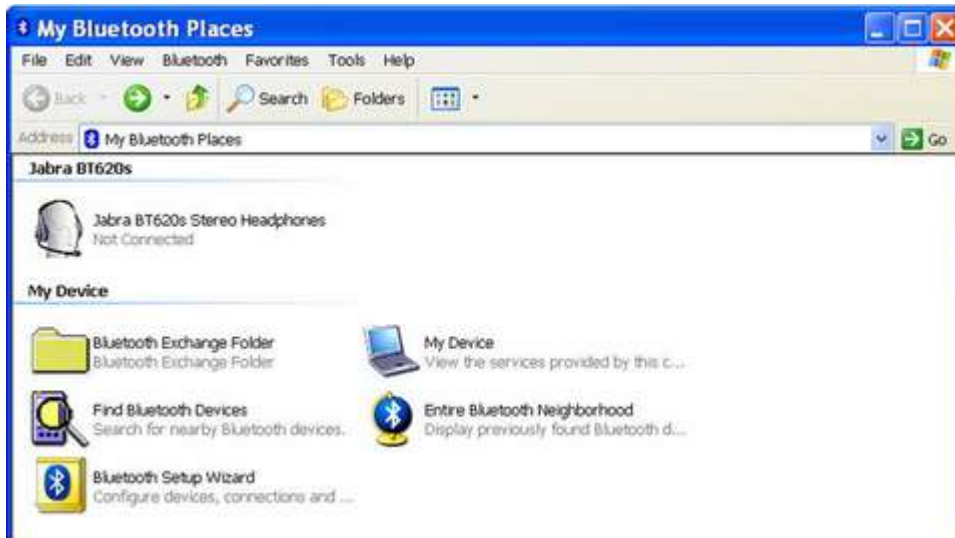 My Bluetooth Places
File Edit View Bluetooth Favorites Tools Help
Back Search Folders
Address My Bluetooth Places Go
Jabra BT620s
Jabra BT620s Stereo Headphones
Not Connected
My Device
Bluetooth Exchange Folder My Device
Bluetooth Exchange Folder View the services provided by this c...
Find Bluetooth Devices Entire Bluetooth Neighborhood
Search for nearby Bluetooth devices. Display previously found Bluetooth d...
Bluetooth Setup Wizard
Configure devices, connections and ...